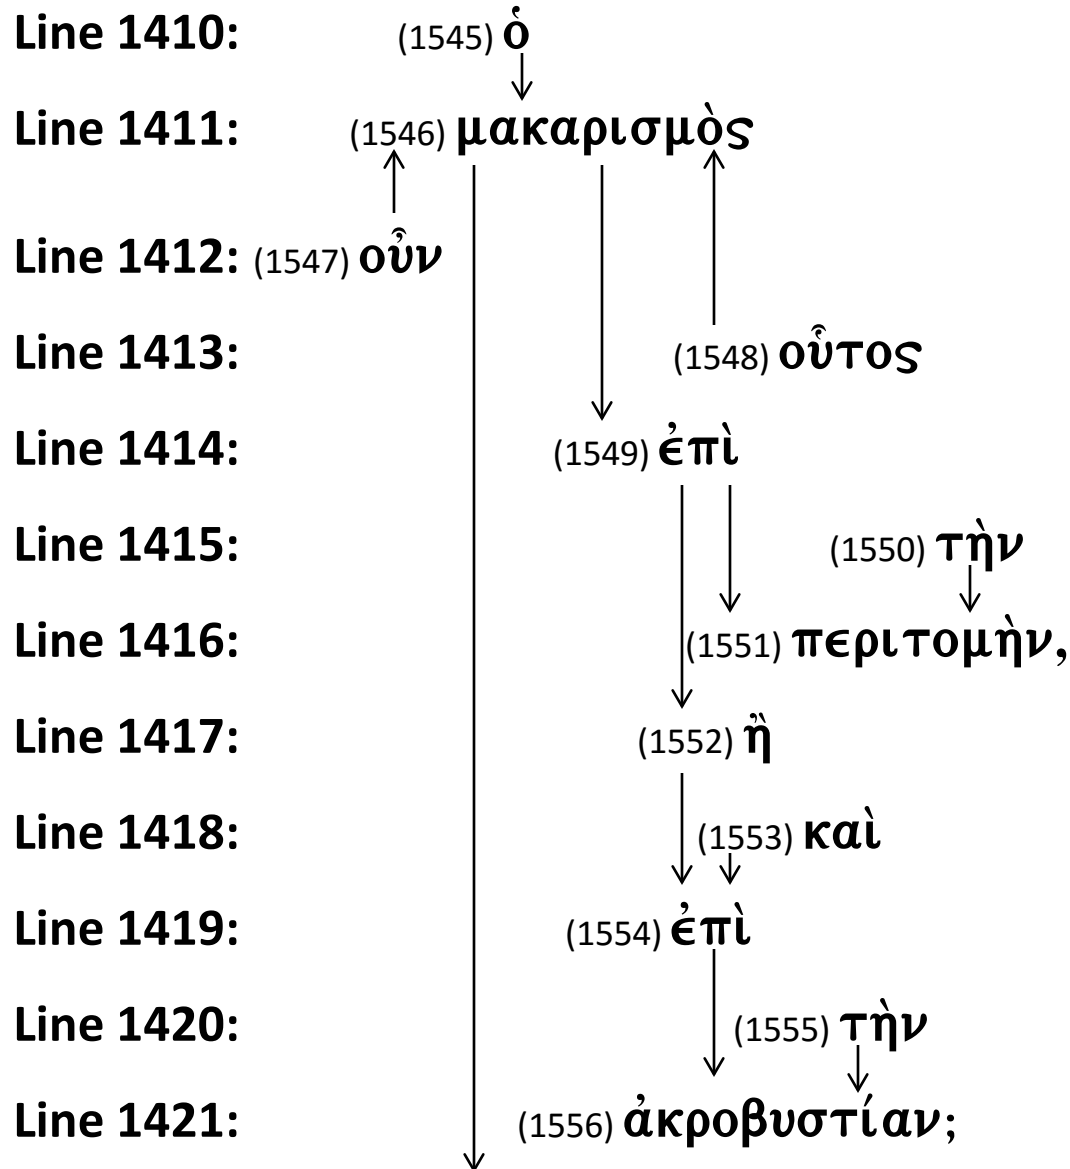 Line 1410: (1545) ὁ
Line 1411: (1546) μακαρισμὸς
Line 1412: (1547) οὖν
Line 1413: (1548) οὗτος
Line 1414: (1549) ἐπὶ
Line 1415: (1550) τὴν
Line 1416: (1551) περιτομὴν,
Line 1417: (1552) ἢ
Line 1418: (1553) καὶ
Line 1419: (1554) ἐπὶ
Line 1420: (1555) τὴν
Line 1421: (1556) ἀκροβυστίαν;